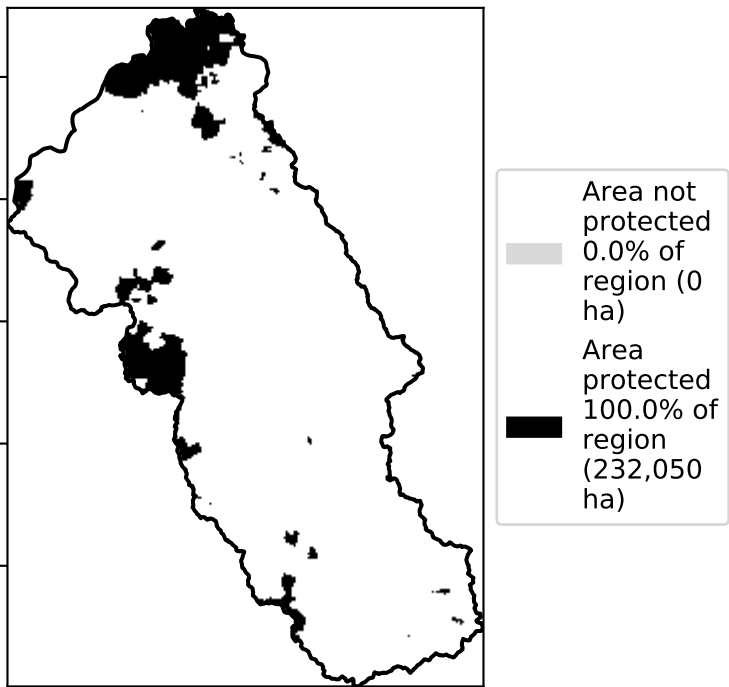 Area not
protected
0.0% of
region (0
ha)
Area
protected
100.0% of
region
(232,050
ha)